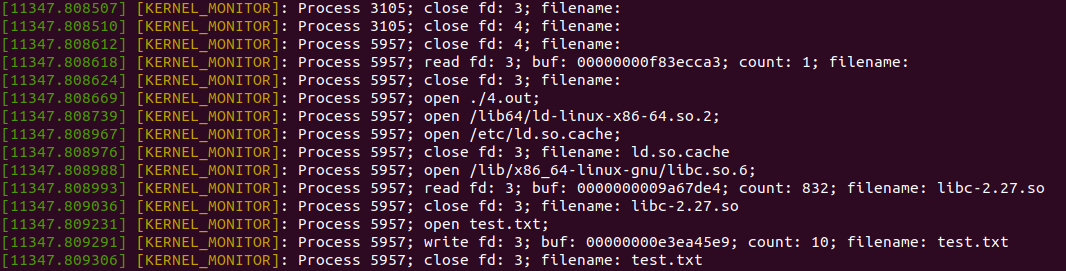 [11347.808507] [KERNEL_MONITOR]: Process 3105; close fd: 3; filename:
[11347.808510] [KERNEL_MONITOR]: Process 3105; close fd: 4; filename:
[11347.808612] [KERNEL_MONITOR]: Process 5957; close fd: 4; filename:
[11347.808618] [KERNEL_MONITOR]: Process 5957; read fd: 3; buf: 00000000f83ecca3; count: 1; filename:
[11347.808624] [KERNEL_MONITOR]: Process 5957; close fd: 3; filename:
[11347.808669] [KERNEL_MONITOR]: Process 5957; open ./4.out;
[11347.808739] [KERNEL_MONITOR]: Process 5957; open /lib64/ld-linux-x86-64.so.2;
[11347.808967] [KERNEL_MONITOR]: Process 5957; open /etc/ld.so.cache;
[11347.808976] [KERNEL_MONITOR]: Process 5957; close fd: 3; filename: ld.so.cache
[11347.808988] [KERNEL_MONITOR]: Process 5957; open /lib/x86_64-linux-gnu/libc.so.6;
[11347.808993] [KERNEL_MONITOR]: Process 5957; read fd: 3; buf: 0000000009a67de4; count: 832; filename: libc-2.27.so
[11347.809036] [KERNEL_MONITOR]: Process 5957; close fd: 3; filename: libc-2.27.so
[11347.809231] [KERNEL_MONITOR]: Process 5957; open test.txt;
[11347.809291] [KERNEL_MONITOR]: Process 5957; write fd: 3; buf: 00000000e3ea45e9; count: 10; filename: test.txt
[11347.809306] [KERNEL_MONITOR]: Process 5957; close fd: 3; filename: test.txt